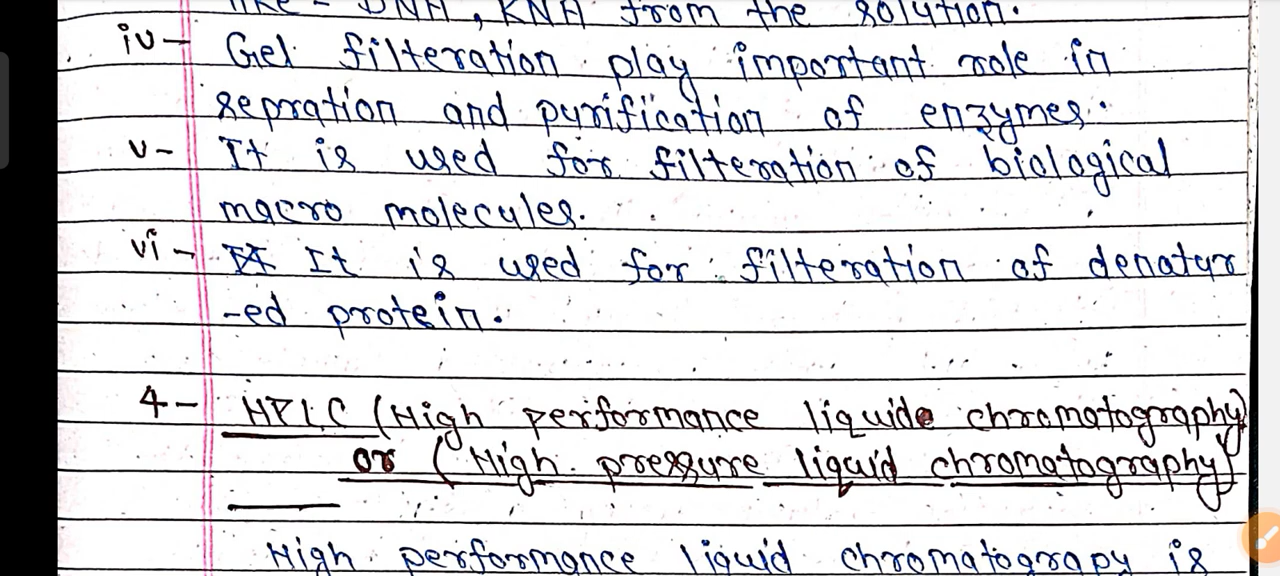 like - DNA, RNA from the solution.
iv- Gel filteration play important role in
sepration and purification of enzymes.
v- It is used for filteration of biological
macro molecules.
vi- It is used for filteration of denatur
-ed protein.
4- HPLC (High performance liquide chromatography)
or (High pressure liquid chromatography)
High performance liquid chromatograpy is